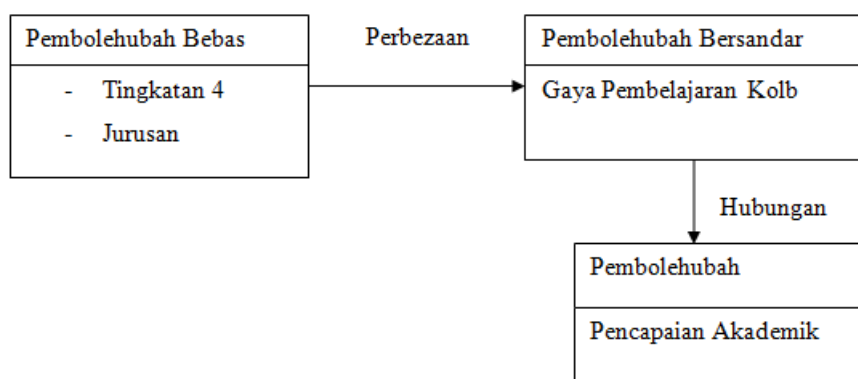 Pembolehubah Bebas
- Tingkatan 4
- Jurusan
Perbezaan
Pembolehubah Bersandar
Gaya Pembelajaran Kolb
Hubungan
Pembolehubah
Pencapaian Akademik